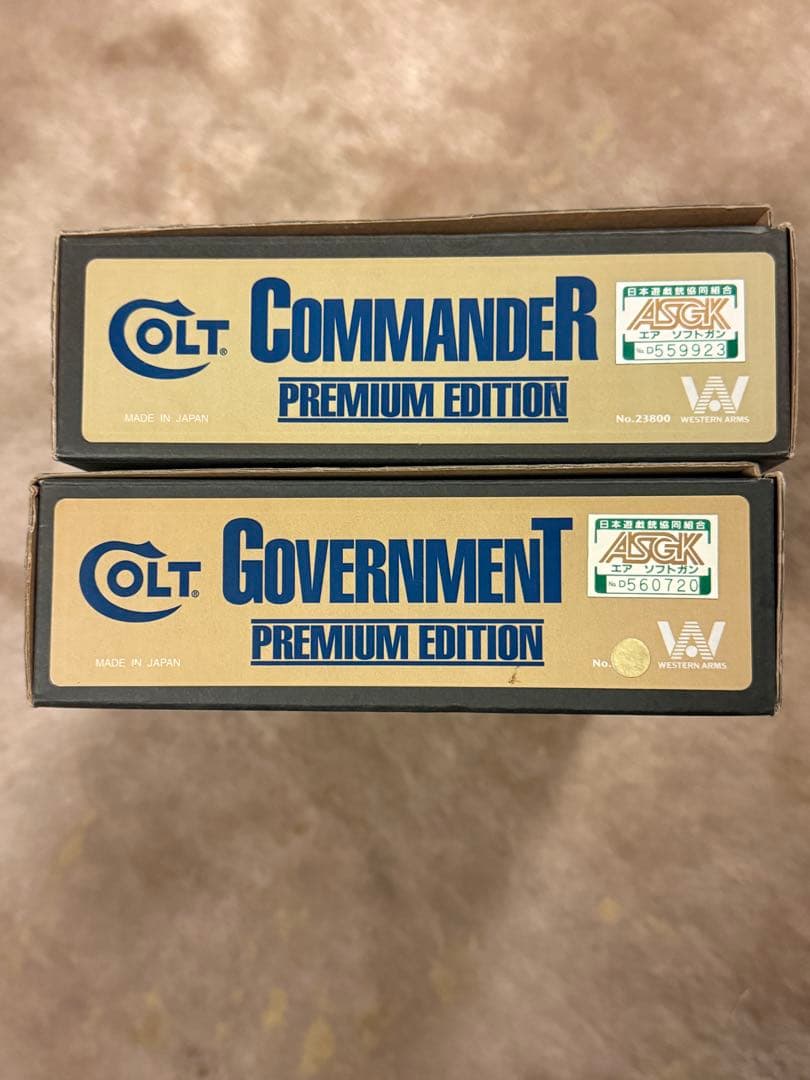 COLT®
COMMANDER
PREMIUM EDITION
MADE IN JAPAN
日本遊戯銃協同組合
ASGK
エア ソフトガン
No. D559923
No.23800
WESTERN ARMS
COLT®
GOVERNMENT
PREMIUM EDITION
MADE IN JAPAN
日本遊戯銃協同組合
ASGK
エア ソフトガン
No. D560720
No.
WESTERN ARMS